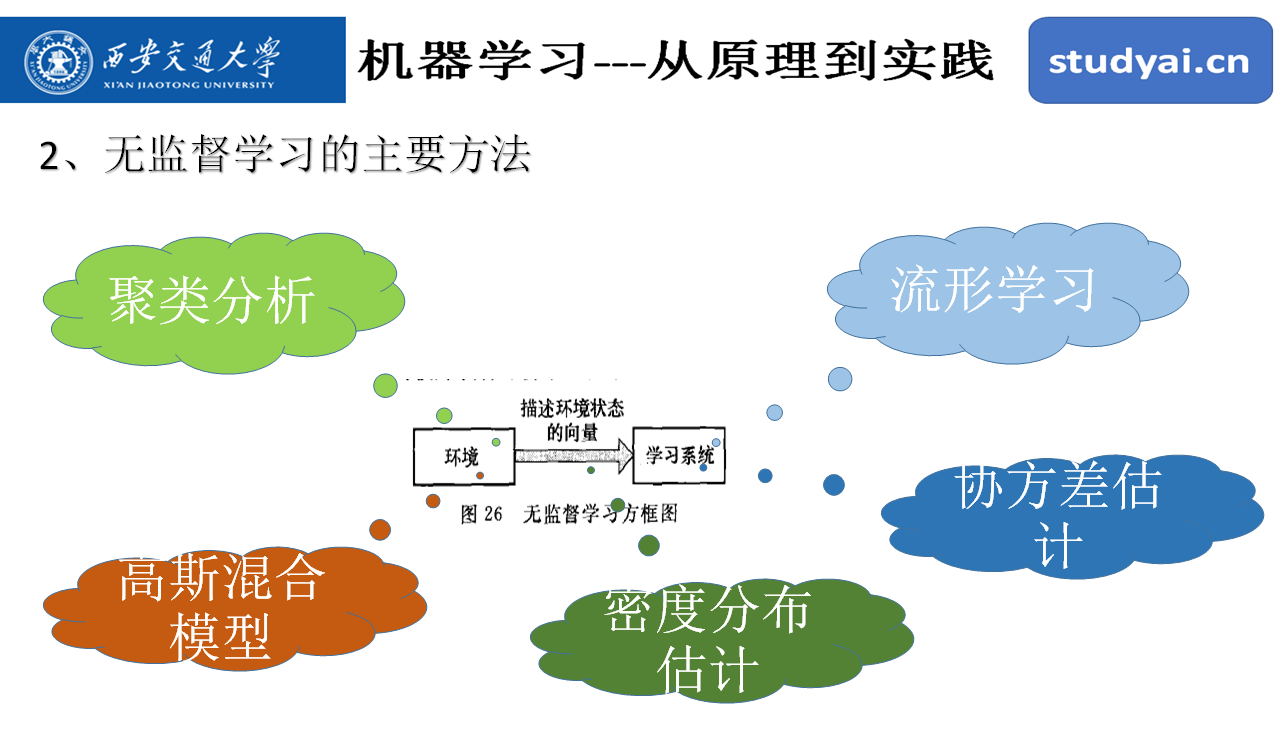 西安交通大学
XI'AN JIAOTONG UNIVERSITY
机器学习---从原理到实践
studyai.cn
2、无监督学习的主要方法
聚类分析
流形学习
描述环境状态
的向量
环境
学习系统
图26 无监督学习方框图
协方差估
计
高斯混合
模型
密度分布
估计